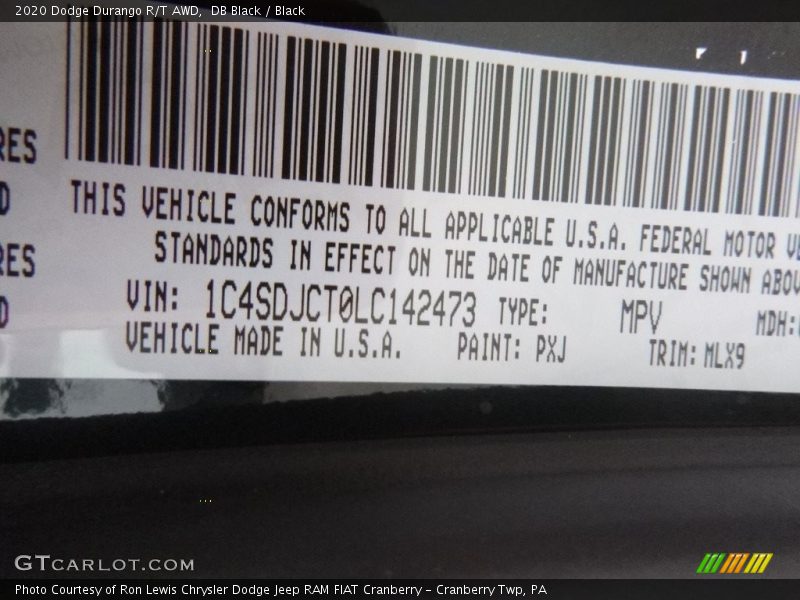 2020 Dodge Durango R/T AWD,  DB Black / Black
THIS VEHICLE CONFORMS TO ALL APPLICABLE U.S.A. FEDERAL MOTOR
STANDARDS IN EFFECT ON THE DATE OF MANUFACTURE SHOWN
VIN: 1C4SDJCT0LC142473 TYPE: MPV MDH:
VEHICLE MADE IN U.S.A. PAINT: PXJ TRIM: MLX9
GTCARLOT.COM
Photo Courtesy of Ron Lewis Chrysler Dodge Jeep RAM FIAT Cranberry – Cranberry Twp, PA